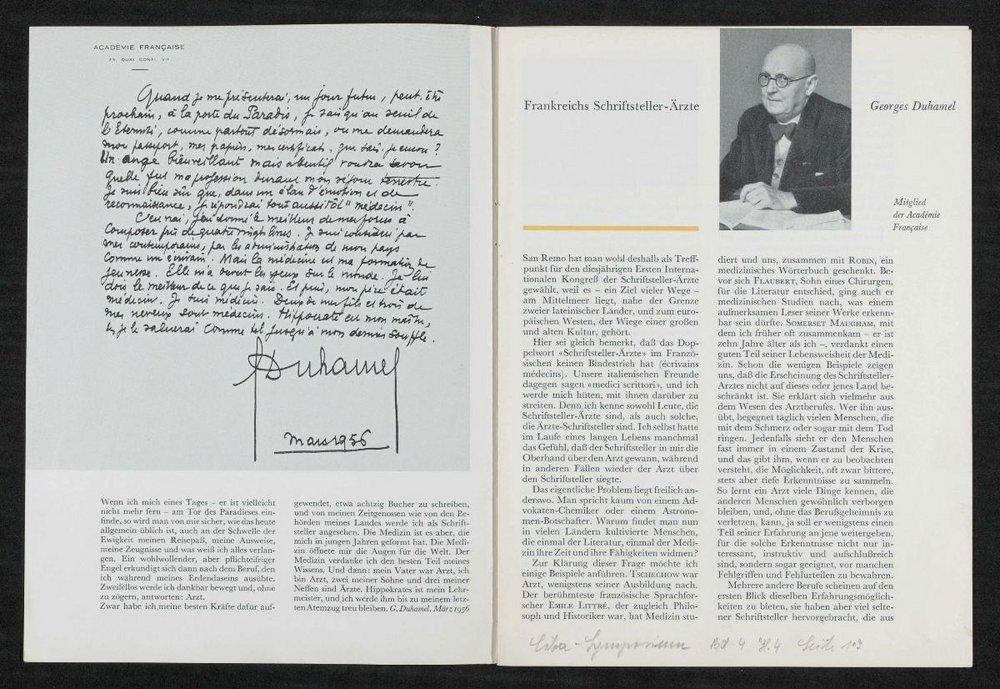 ACADÉMIE FRANÇAISE
23 QUAI CONTI, VIe
Quand je me présenterai, un jour futur, peut-être
prochain, à la porte du Paradis, je sais qu'au seuil de
l'Eternité, comme partout désormais, on me demandera
mon passeport, mes papiers, mes certificats, que sais-je encore?
Un ange bienveillant mais attentif voudra savoir
quelle fut ma profession durant mon séjour terrestre.
Je suis bien sûr que, dans un élan d'émotion et de
reconnaissance, je répondrai tout aussitôt "médecin".
C'est vrai, j'ai donné le meilleur de mes forces à
composer près de quatre vingts livres. Je suis considéré par
mes contemporains, par les administrations de mon pays
comme un écrivain. Mais la médecine et ma formation de
jeunesse. Elle m'a ouvert les yeux sur le monde. Je lui
dois le meilleur de ce que je sais. Et puis, mon père était
médecin. Je suis médecin. Deux de mes fils et trois de
mes neveux sont médecins. Hippocrate est mon maître,
et je le saluerai comme tel jusqu'à mon dernier souffle.
GDuhamel
Mars 1956
Wenn ich mich eines Tages – er ist vielleicht
nicht mehr fern – am Tor des Paradieses ein-
finde, so wird man von mir sicher, wie das heute
allgemein üblich ist, auch an der Schwelle der
Ewigkeit meinen Reisepaß, meine Ausweise,
meine Zeugnisse und was weiß ich alles verlan-
gen. Ein wohlwollender, aber pflichteifriger
Engel erkundigt sich dann nach dem Beruf, den
ich während meines Erdendaseins ausübte.
Zweifellos werde ich dankbar bewegt und, ohne
zu zögern, antworten: Arzt.
Zwar habe ich meine besten Kräfte dafür auf-
gewendet, etwa achtzig Bücher zu schreiben,
und von meinen Zeitgenossen wie von den Be-
hörden meines Landes werde ich als Schrift-
steller angesehen. Die Medizin ist es aber, die
mich in jungen Jahren geformt hat. Die Medi-
zin öffnete mir die Augen für die Welt. Der
Medizin verdanke ich den besten Teil meines
Wissens. Und dann: mein Vater war Arzt, ich
bin Arzt, zwei meiner Söhne und drei meiner
Neffen sind Ärzte. Hippokrates ist mein Lehr-
meister, und ich werde ihm bis zu meinem letz-
ten Atemzug treu bleiben. G. Duhamel. März 1956
Frankreichs Schriftsteller-Ärzte
Georges Duhamel
Mitglied
der Académie
Française
San Remo hat man wohl deshalb als Treff-
punkt für den diesjährigen Ersten Interna-
tionalen Kongreß der Schriftsteller-Ärzte
gewählt, weil es – ein Ziel vieler Wege –
am Mittelmeer liegt, nahe der Grenze
zweier lateinischer Länder, und zum euro-
päischen Westen, der Wiege einer großen
und alten Kultur, gehört.
Hier sei gleich bemerkt, daß das Dop-
pelwort «Schriftsteller-Ärzte» im Franzö-
sischen keinen Bindestrich hat (écrivains
médecins). Unsere italienischen Freunde
dagegen sagen «medici scrittori», und ich
werde mich hüten, mit ihnen darüber zu
streiten. Denn ich kenne sowohl Leute, die
Schriftsteller-Ärzte sind, als auch solche,
die Ärzte-Schriftsteller sind. Ich selbst hatte
im Laufe eines langen Lebens manchmal
das Gefühl, daß der Schriftsteller in mir die
Oberhand über den Arzt gewann, während
in anderen Fällen wieder der Arzt über
den Schriftsteller siegte.
Das eigentliche Problem liegt freilich an-
derswo. Man spricht kaum von einem Ad-
vokaten-Chemiker oder einem Astrono-
men-Botschafter. Warum findet man nun
in vielen Ländern kultivierte Menschen,
die einmal der Literatur, einmal der Medi-
zin ihre Zeit und ihre Fähigkeiten widmen?
Zur Klärung dieser Frage möchte ich
einige Beispiele anführen. TSCHECHOW war
Arzt, wenigstens seiner Ausbildung nach.
Der berühmteste französische Sprachfor-
scher EMILE LITTRÉ, der zugleich Philo-
soph und Historiker war, hat Medizin stu-
diert und uns, zusammen mit ROBIN, ein
medizinisches Wörterbuch geschenkt. Be-
vor sich FLAUBERT, Sohn eines Chirurgen,
für die Literatur entschied, ging auch er
medizinischen Studien nach, was einem
aufmerksamen Leser seiner Werke erkenn-
bar sein dürfte. SOMERSET MAUGHAM, mit
dem ich früher oft zusammenkam – er ist
zehn Jahre älter als ich –, verdankt einen
guten Teil seiner Lebensweisheit der Medi-
zin. Schon die wenigen Beispiele zeigen
uns, daß die Erscheinung des Schriftsteller-
Arztes nicht auf dieses oder jenes Land be-
schränkt ist. Sie erklärt sich vielmehr aus
dem Wesen des Arztberufes. Wer ihn aus-
übt, begegnet täglich vielen Menschen, die
mit dem Schmerz oder sogar mit dem Tod
ringen. Jedenfalls sieht er den Menschen
fast immer in einem Zustand der Krise,
und das gibt ihm, wenn er zu beobachten
versteht, die Möglichkeit, oft zwar bittere,
stets aber tiefe Erkenntnisse zu sammeln.
So lernt ein Arzt viele Dinge kennen, die
anderen Menschen gewöhnlich verborgen
bleiben, und, ohne das Berufsgeheimnis zu
verletzen, kann, ja soll er wenigstens einen
Teil seiner Erfahrung an jene weitergeben,
für die solche Erkenntnisse nicht nur in-
teressant, instruktiv und aufschlußreich
sind, sondern sogar geeignet, vor manchen
Fehlgriffen und Fehlurteilen zu bewahren.
Mehrere andere Berufe scheinen auf den
ersten Blick dieselben Erfahrungsmöglich-
keiten zu bieten, sie haben aber viel selte-
ner Schriftsteller hervorgebracht, die aus
Ciba-Symposium Bd. 4 H. 4 Seite 103